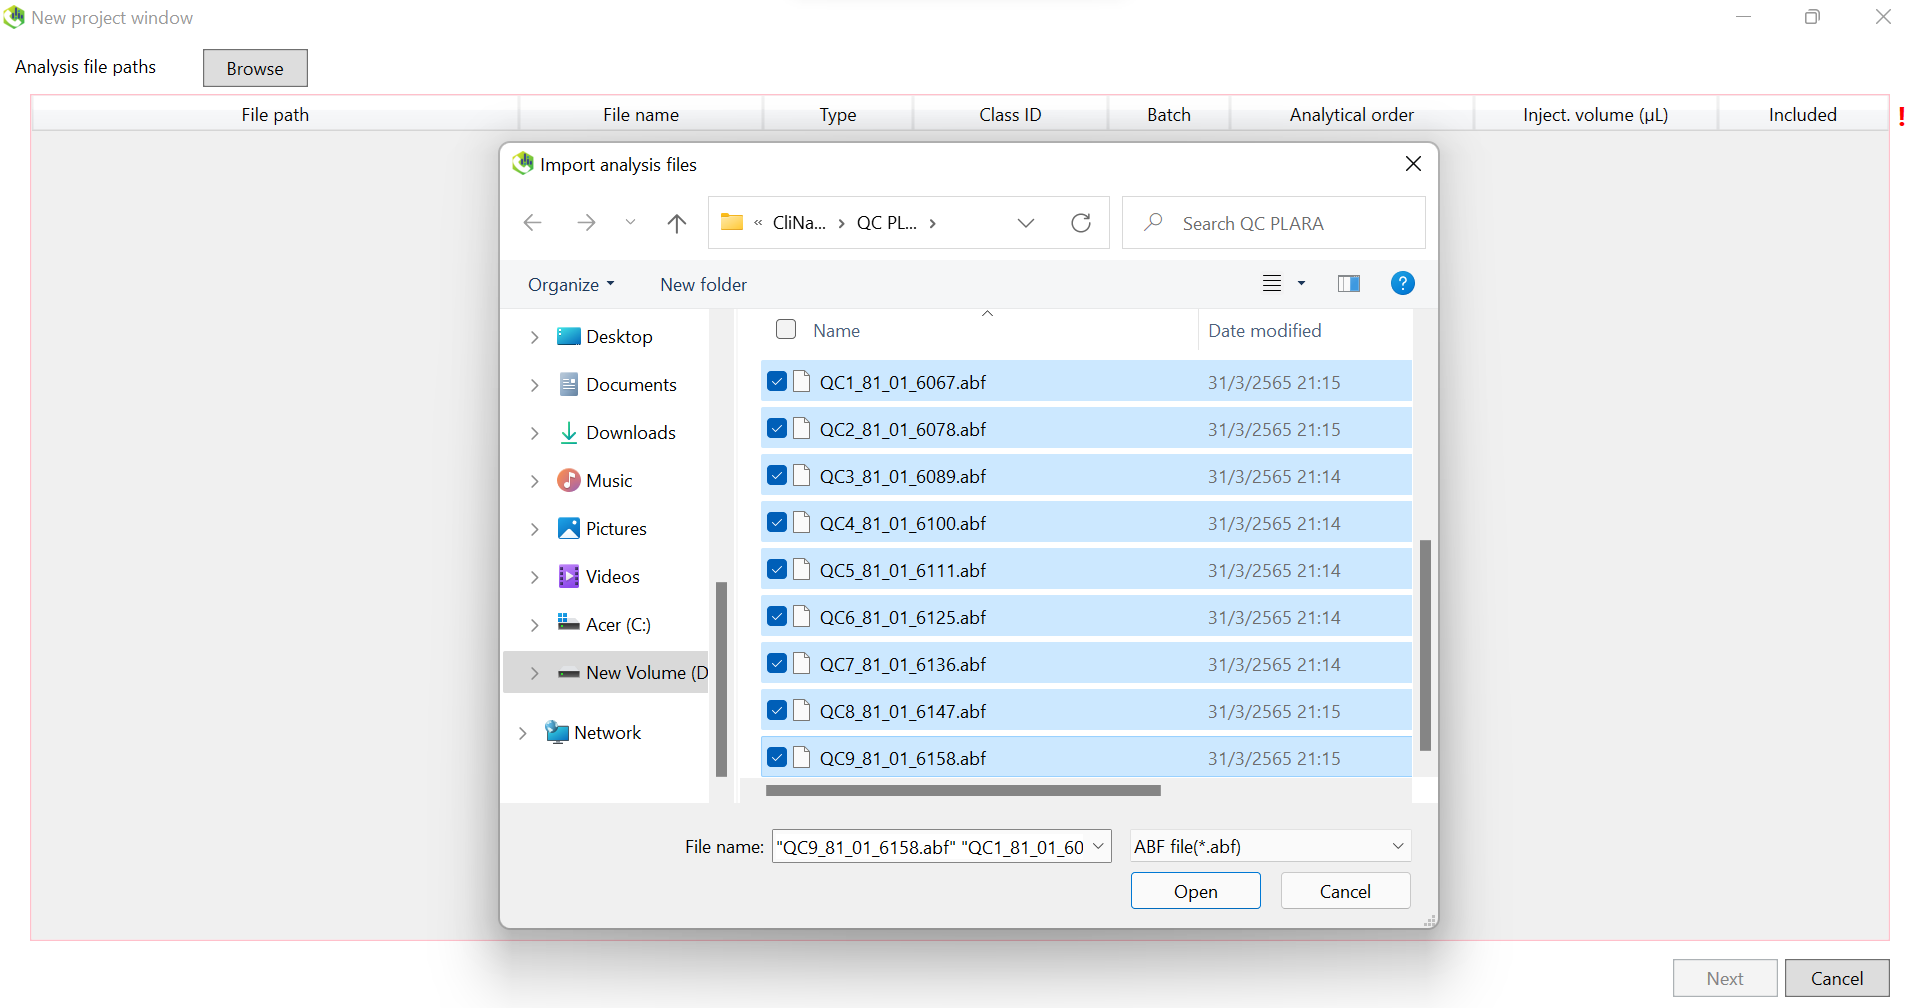 New project window
Analysis file paths
Browse
File path
File name
Type
Class ID
Batch
Analytical order
Inject. volume (µL)
Included
!
Import analysis files
« CliNa... › QC PL... ›
Search QC PLARA
Organize
New folder
?
Desktop
Documents
Downloads
Music
Pictures
Videos
Acer (C:)
New Volume (D
Network
Name
Date modified
QC1_81_01_6067.abf 31/3/2565 21:15
QC2_81_01_6078.abf 31/3/2565 21:15
QC3_81_01_6089.abf 31/3/2565 21:14
QC4_81_01_6100.abf 31/3/2565 21:14
QC5_81_01_6111.abf 31/3/2565 21:14
QC6_81_01_6125.abf 31/3/2565 21:14
QC7_81_01_6136.abf 31/3/2565 21:14
QC8_81_01_6147.abf 31/3/2565 21:15
QC9_81_01_6158.abf 31/3/2565 21:15
File name: "QC9_81_01_6158.abf" "QC1_81_01_60
ABF file(*.abf)
Open
Cancel
Next
Cancel